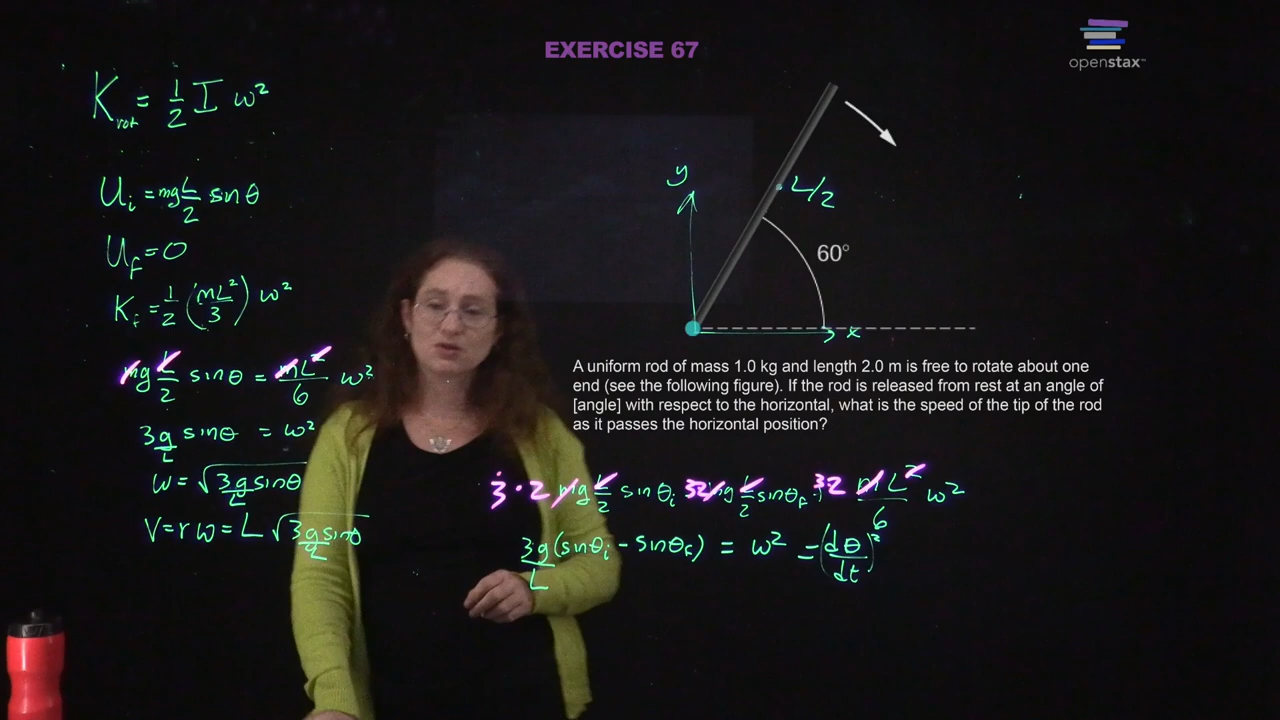 EXERCISE 67
openstax™
K_rot = 1/2 I ω²
U_i = mg L/2 sin θ
U_f = 0
K_f = 1/2 (mL²/3) ω²
mg L/2 sin θ = mL²/6 ω²
3g/L sin θ = ω²
ω = √(3g/L sin θ)
V = r ω = L √(3g sin θ/L)
y
L/2
60°
x
A uniform rod of mass 1.0 kg and length 2.0 m is free to rotate about one
end (see the following figure). If the rod is released from rest at an angle of
[angle] with respect to the horizontal, what is the speed of the tip of the rod
as it passes the horizontal position?
3·2 mg L/2 sin θ_i 32 mg L/2 sin θ_f 32 mL²/6 ω²
3g/L (sin θ_i - sin θ_f) = ω² = (dθ/dt)²